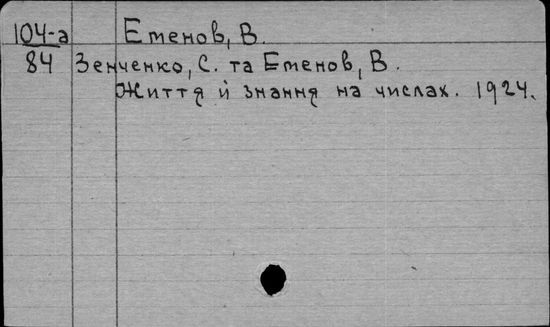 104-а Еменов, В.
84 Зенченко, С. та Еменов, В.
Життя й знання на числах. 1924.